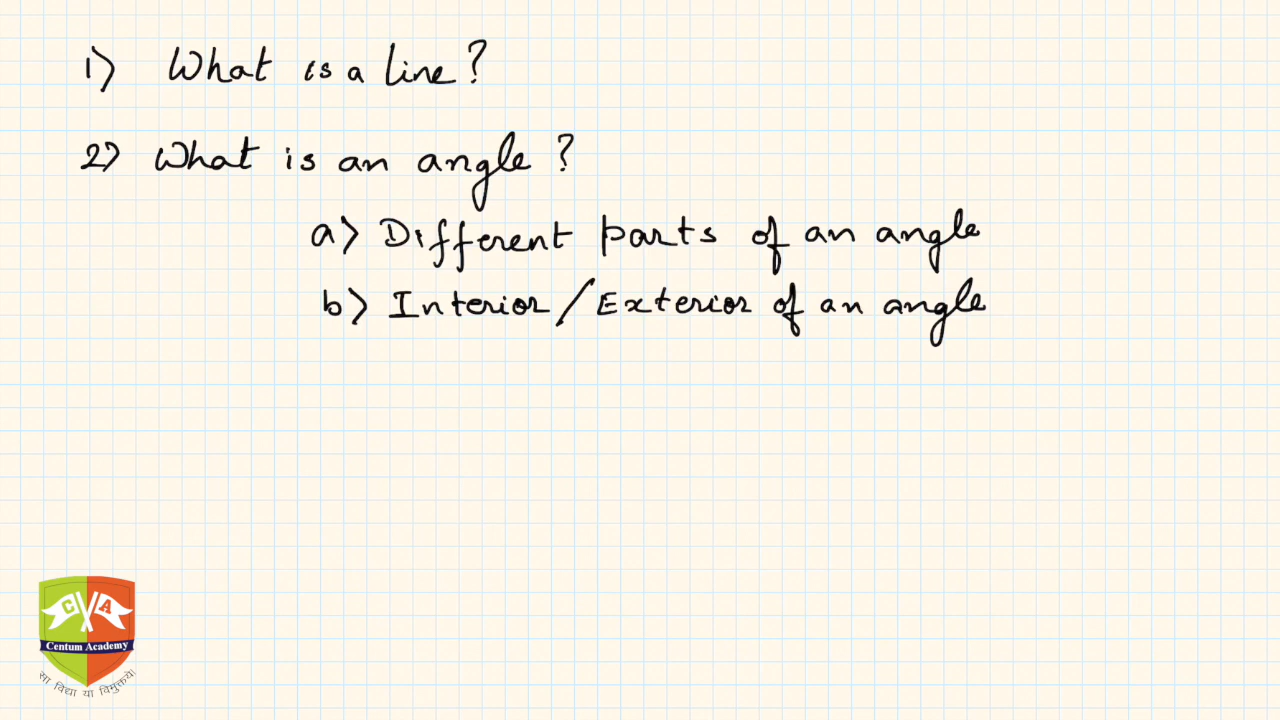 1) What is a line?
2) What is an angle?
a) Different parts of an angle
b) Interior/Exterior of an angle
C A
Centum Academy
सा विद्या या विमुक्तये।